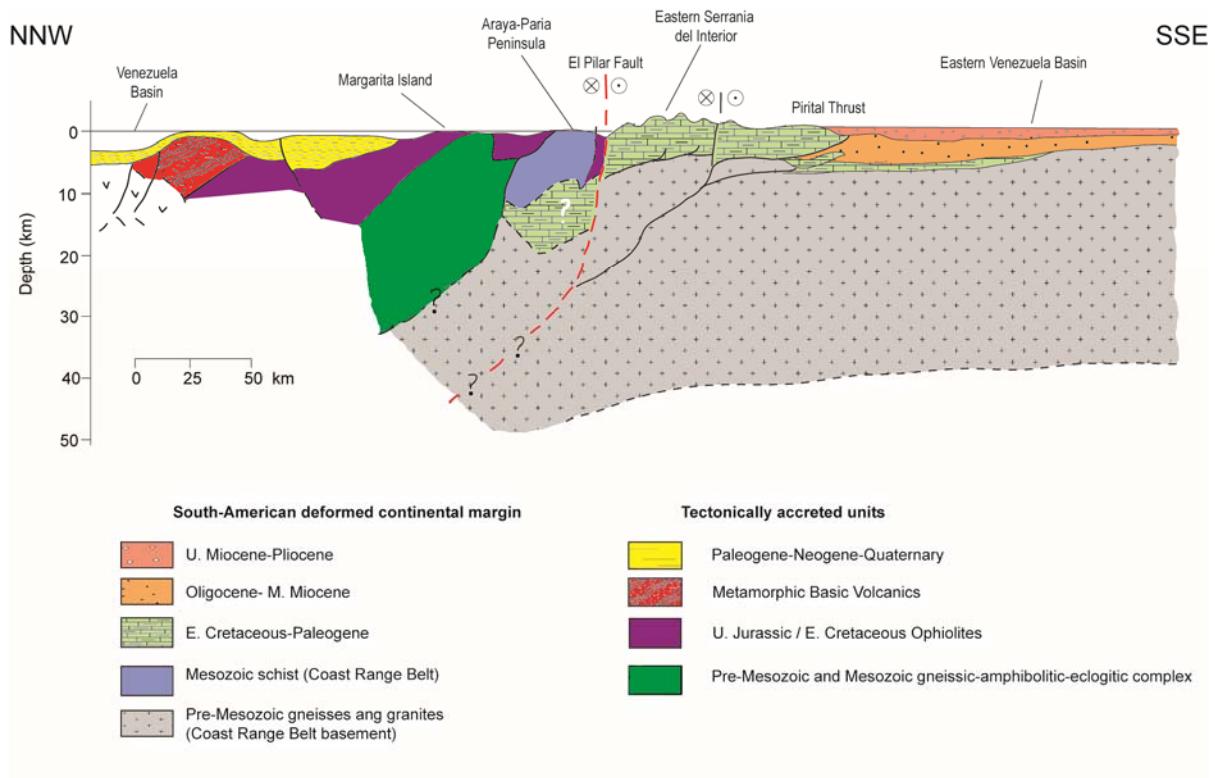 NNW
SSE
Araya-Paria
Peninsula
Eastern Serrania
del Interior
El Pilar Fault
Venezuela
Basin
Margarita Island
Pirital Thrust
Eastern Venezuela Basin
Depth (km)
0
10
20
30
40
50
?
?
?
?
0 25 50 km
South-American deformed continental margin
U. Miocene-Pliocene
Oligocene- M. Miocene
E. Cretaceous-Paleogene
Mesozoic schist (Coast Range Belt)
Pre-Mesozoic gneisses ang granites
(Coast Range Belt basement)
Tectonically accreted units
Paleogene-Neogene-Quaternary
Metamorphic Basic Volcanics
U. Jurassic / E. Cretaceous Ophiolites
Pre-Mesozoic and Mesozoic gneissic-amphibolitic-eclogitic complex